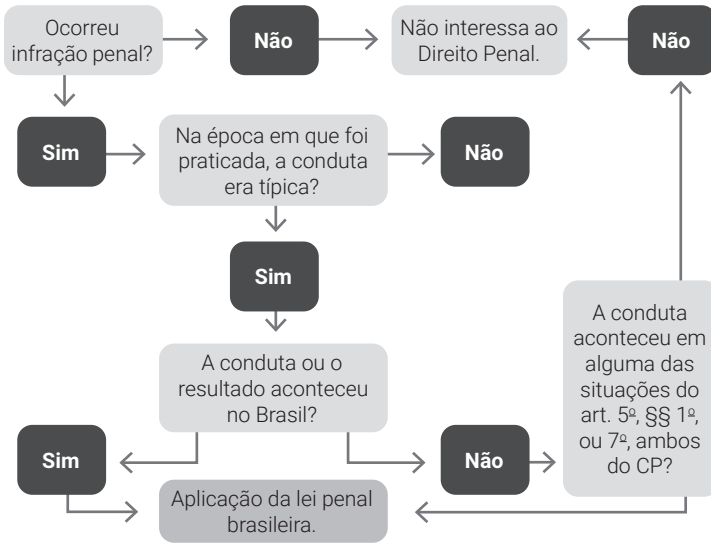 Ocorreu
infração penal?
Não
Não interessa ao
Direito Penal.
Não
Sim
Na época em que foi
praticada, a conduta
era típica?
Não
Sim
A conduta ou o
resultado aconteceu
no Brasil?
A conduta
aconteceu em
alguma das
situações do
art. 5º, §§ 1º,
ou 7º, ambos
do CP?
Sim
Não
Aplicação da lei penal
brasileira.